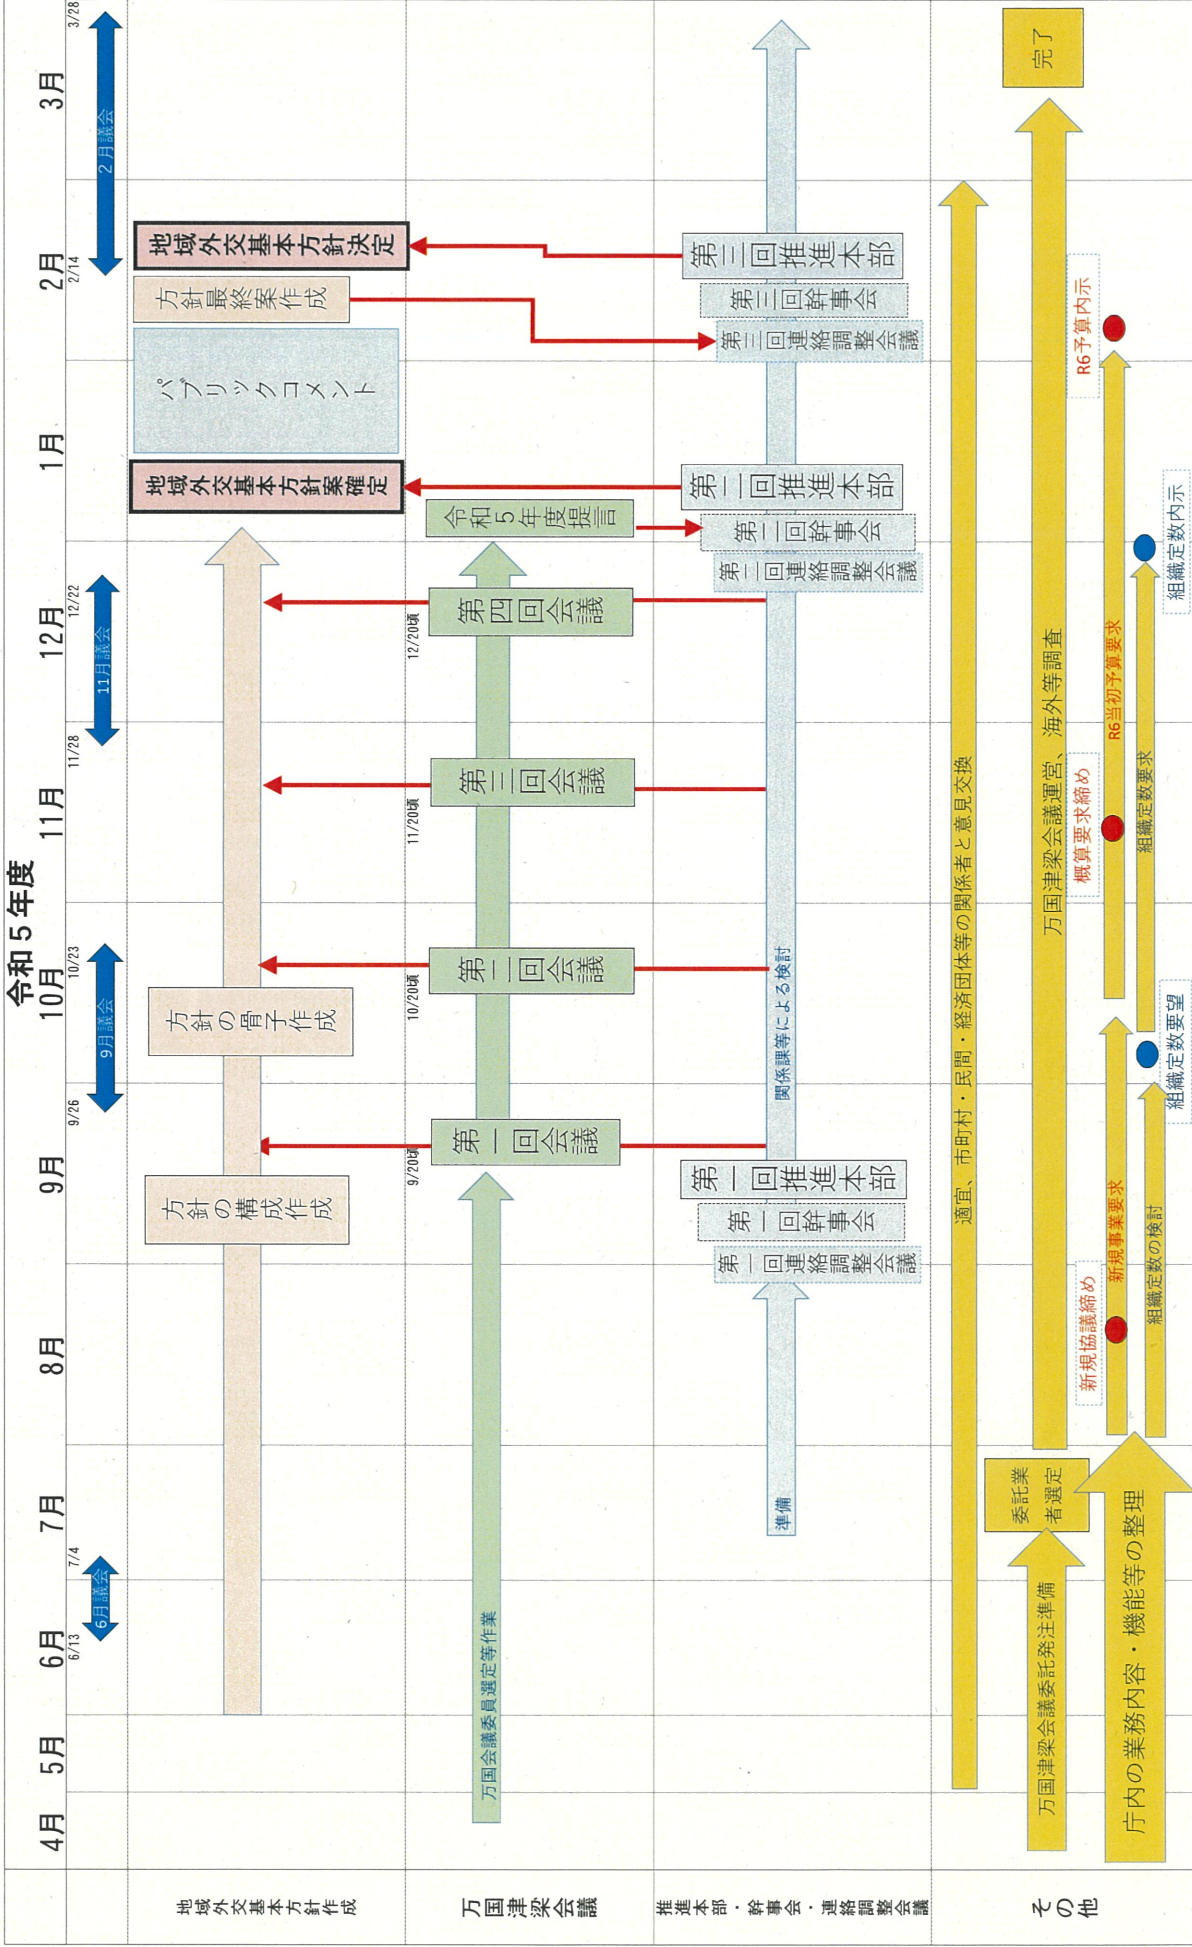 令和５年度
4月
5月
6月
7月
8月
9月
10月
11月
12月
1月
2月
3月
6/13
7/4
9/26
10/23
11/28
12/22
2/14
3/28
6月議会
9月議会
11月議会
2月議会
地域外交基本方針作成
方針の構成作成
方針の骨子作成
地域外交基本方針案確定
パブリックコメント
方針最終案作成
地域外交基本方針決定
万国津梁会議
万国会議委員選定等作業
9/20頃
第一回会議
10/20頃
第二回会議
11/20頃
第三回会議
12/20頃
第四回会議
令和５年度提言
推進本部・幹事会・連絡調整会議
準備
第一回連絡調整会議
第一回幹事会
第一回推進本部
関係課等による検討
第二回連絡調整会議
第二回幹事会
第二回推進本部
第三回連絡調整会議
第三回幹事会
第三回推進本部
その他
適宜、市町村・民間・経済団体等の関係者と意見交換
万国津梁会議委託発注準備
委託業
者選定
万国津梁会議運営、海外等調査
完了
庁内の業務内容・機能等の整理
新規協議締め
新規事業要求
概算要求締め
R6当初予算要求
R6予算内示
組織定数の検討
組織定数要望
組織定数要求
組織定数内示